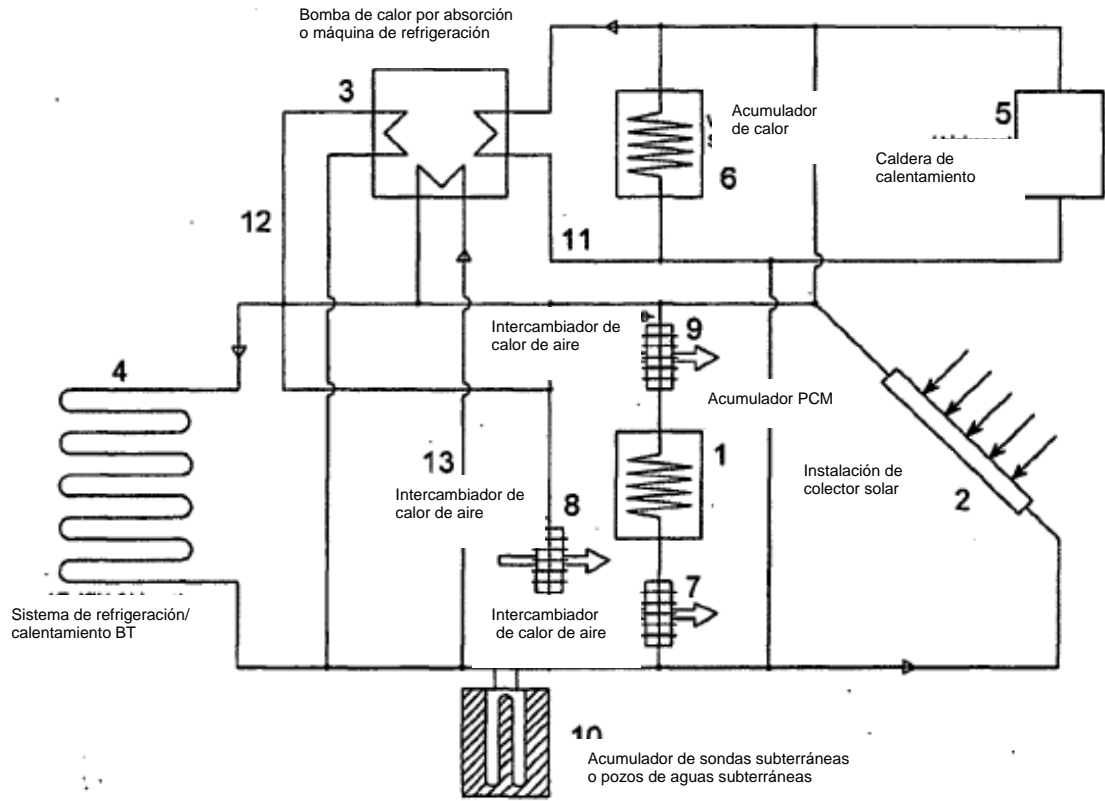 Bomba de calor por absorción
o máquina de refrigeración
3
Acumulador
de calor
5
6
Caldera de
calentamiento
12
11
Intercambiador de
calor de aire
9
4
Acumulador PCM
13
1
Intercambiador de
calor de aire
8
Instalación de
colector solar
2
7
Sistema de refrigeración/
calentamiento BT
Intercambiador
de calor de aire
10
Acumulador de sondas subterráneas
o pozos de aguas subterráneas